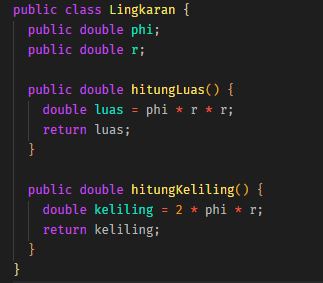 public class Lingkaran {
public double phi;
public double r;
public double hitungLuas() {
double luas = phi * r * r;
return luas;
}
public double hitungKeliling() {
double keliling = 2 * phi * r;
return keliling;
}
}